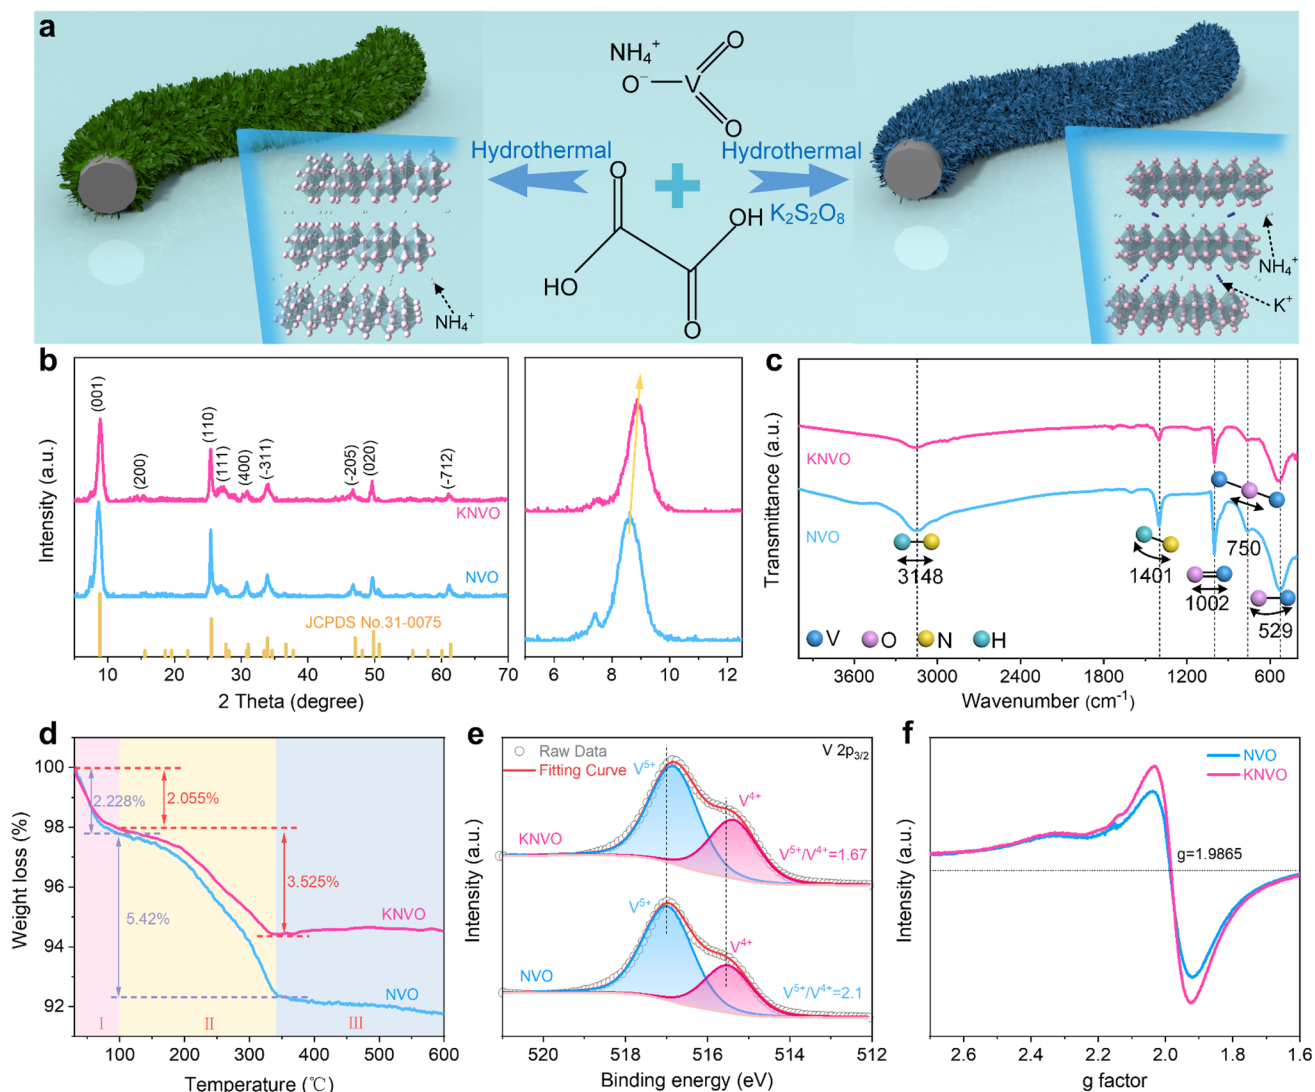 a
NH₄⁺
O⁻
V
O
O
Hydrothermal
Hydrothermal
K₂S₂O₈
O
OH
HO
O
NH₄⁺
NH₄⁺
K⁺
b
Intensity (a.u.)
(001)
(200)
(110)
(111)
(400)
(-311)
(-205)
(020)
(-712)
KNVO
NVO
JCPDS No.31-0075
10 20 30 40 50 60 70
6 8 10 12
2 Theta (degree)
c
Transmittance (a.u.)
KNVO
NVO
3148
1401
1002
750
529
V O N H
3600 3000 2400 1800 1200 600
Wavenumber (cm⁻¹)
d
Weight loss (%)
100
98
96
94
92
2.228%
2.055%
3.525%
5.42%
KNVO
NVO
I II III
100 200 300 400 500 600
Temperature (℃)
e
Intensity (a.u.)
Raw Data
Fitting Curve
V 2p₃/₂
V⁵⁺
V⁴⁺
KNVO
V⁵⁺/V⁴⁺=1.67
V⁵⁺
V⁴⁺
NVO
V⁵⁺/V⁴⁺=2.1
520 518 516 514 512
Binding energy (eV)
f
Intensity (a.u.)
NVO
KNVO
g=1.9865
2.6 2.4 2.2 2.0 1.8 1.6
g factor